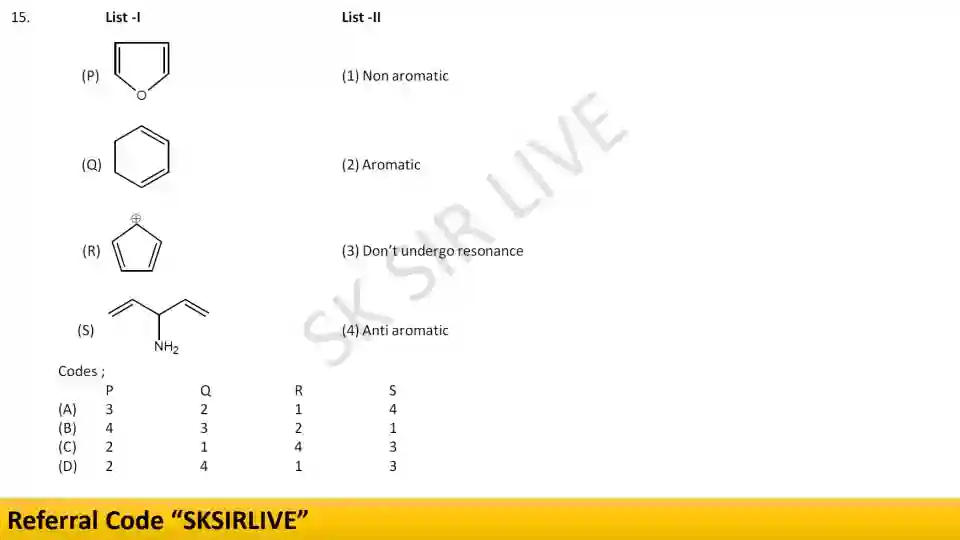 15. List -I List -II
(P) O (1) Non aromatic
(Q) (2) Aromatic
⊕
(R) (3) Don't undergo resonance
(S) (4) Anti aromatic
NH2
Codes ;
P Q R S
(A) 3 2 1 4
(B) 4 3 2 1
(C) 2 1 4 3
(D) 2 4 1 3
SK SIR LIVE
Referral Code “SKSIRLIVE”